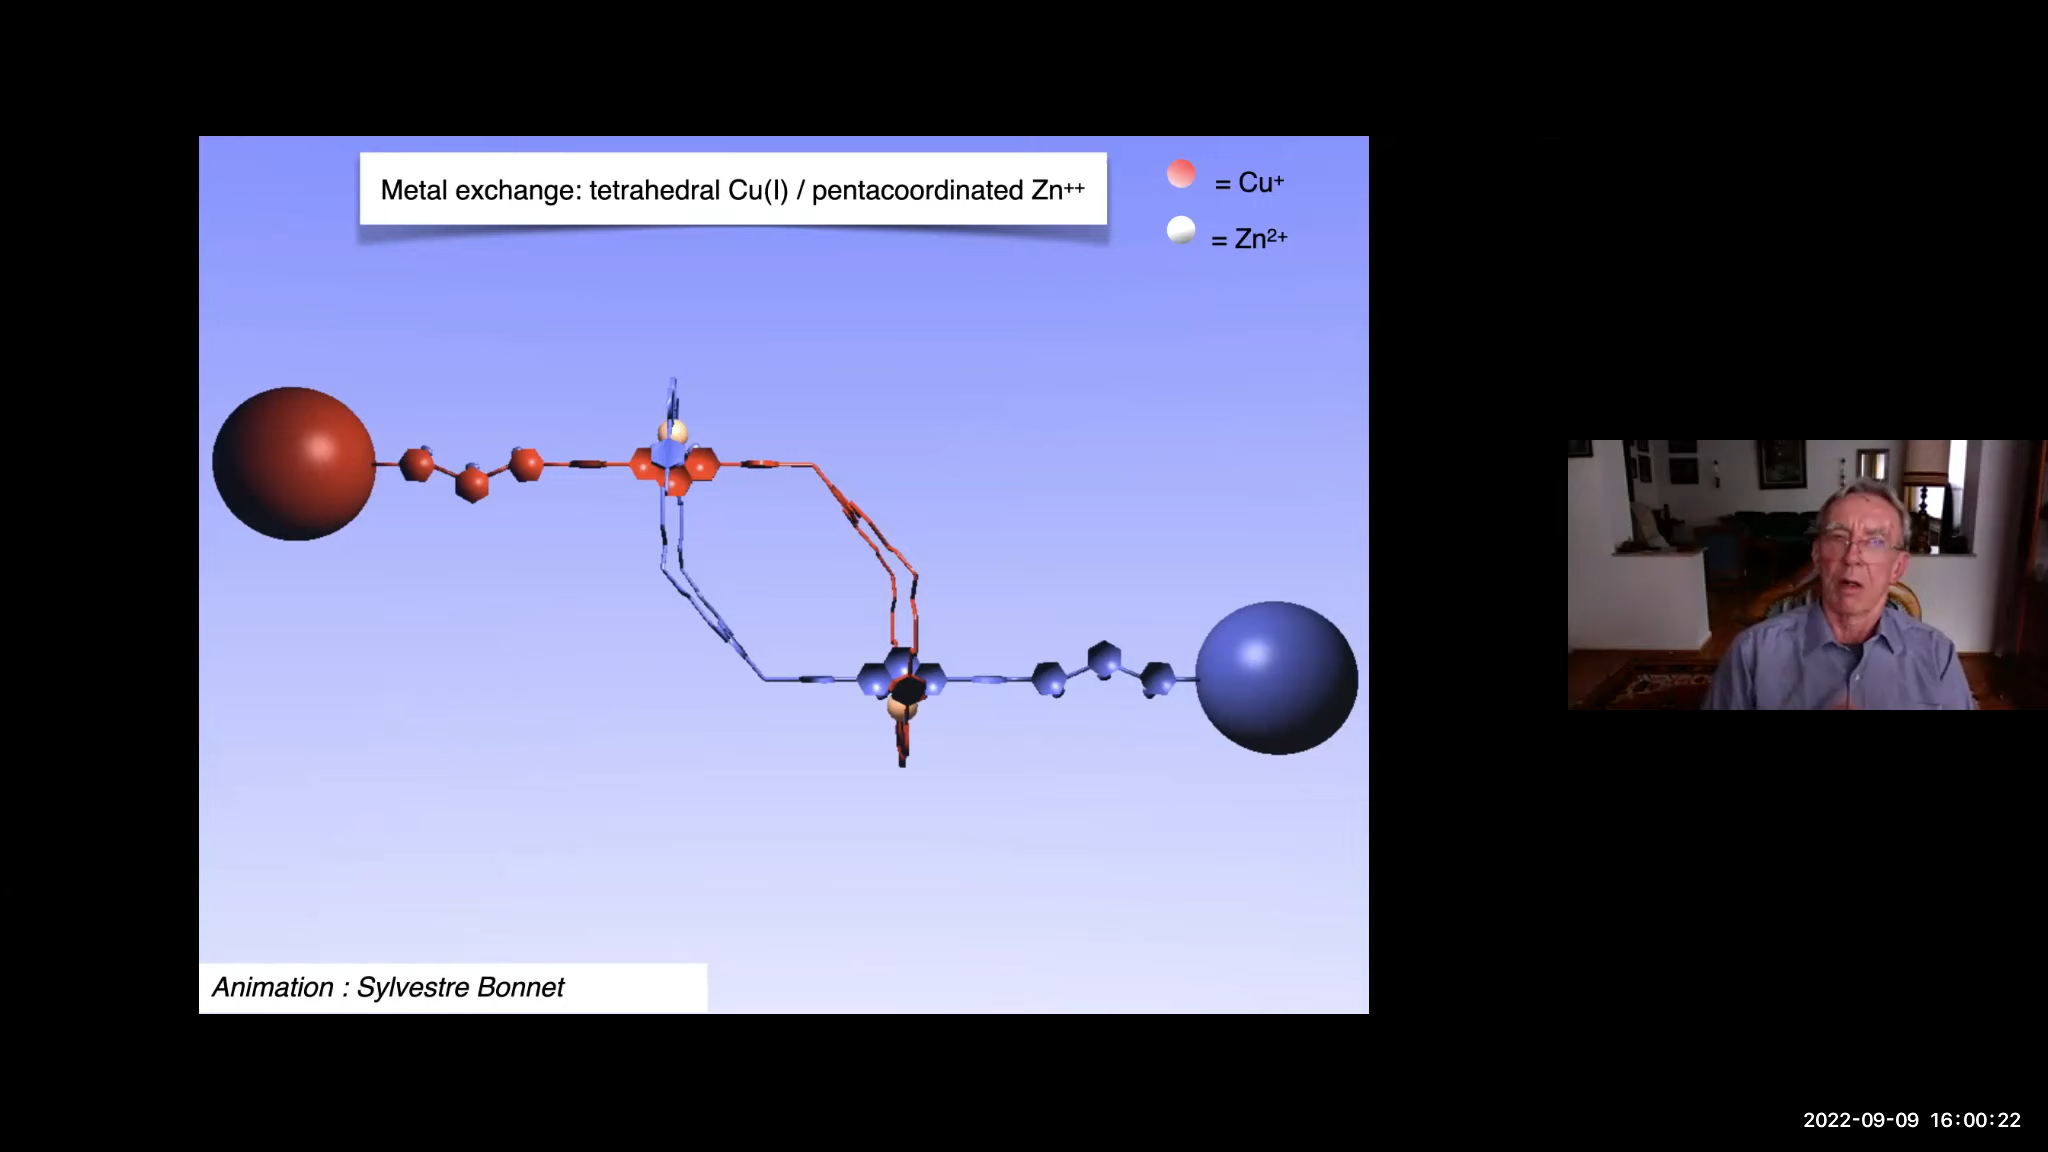 Metal exchange: tetrahedral Cu(I) / pentacoordinated Zn⁺⁺
= Cu⁺
= Zn²⁺
Animation : Sylvestre Bonnet
2022-09-09 16:00:22